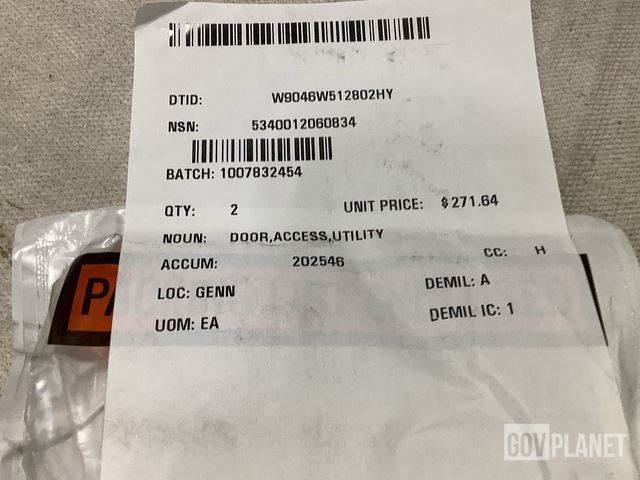 DTID: W9046W512802HY
NSN: 5340012060834
BATCH: 1007832454
QTY: 2 UNIT PRICE: $271.64
NOUN: DOOR,ACCESS,UTILITY
ACCUM: 202546 CC: H
LOC: GENN DEMIL: A
UOM: EA DEMIL IC: 1
PA
GOVPLANET